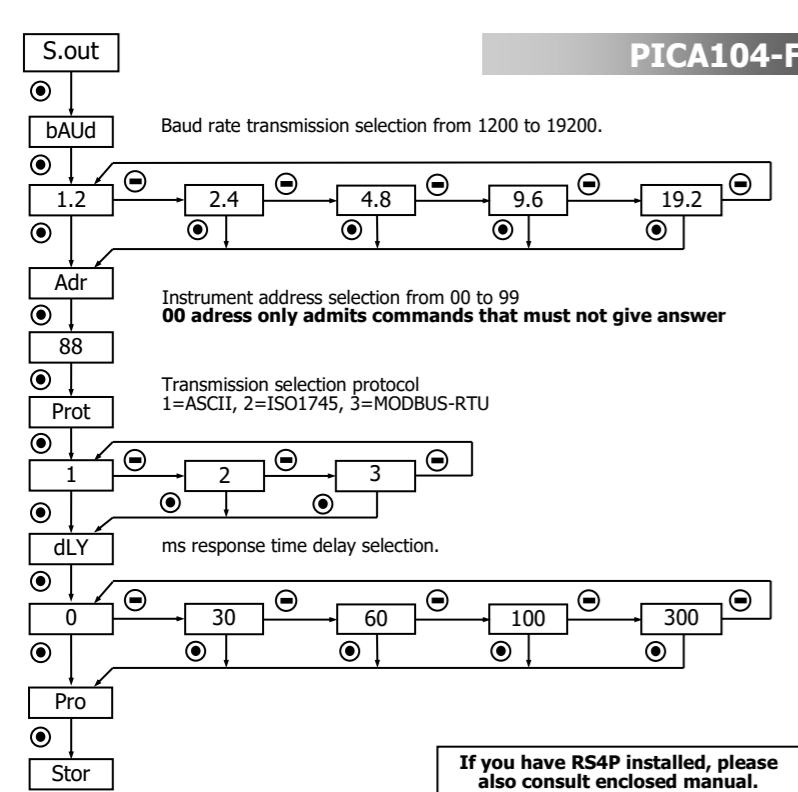 S.out
PICA104-F
bAUd
Baud rate transmission selection from 1200 to 19200.
1.2 2.4 4.8 9.6 19.2
Adr
Instrument address selection from 00 to 99
00 adress only admits commands that must not give answer
88
Transmission selection protocol
1=ASCII, 2=ISO1745, 3=MODBUS-RTU
Prot
1 2 3
dLY
ms response time delay selection.
0 30 60 100 300
Pro
Stor
If you have RS4P installed, please
also consult enclosed manual.